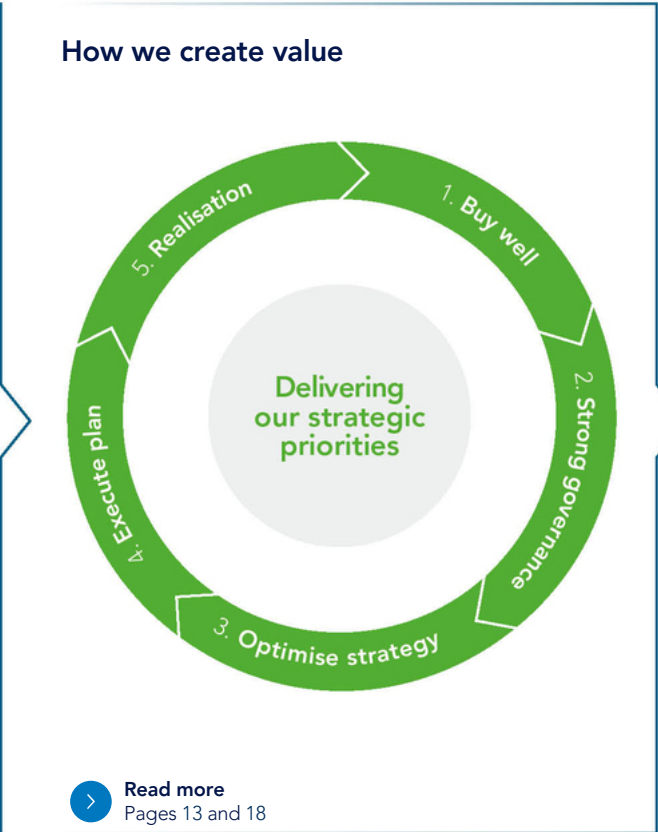 How we create value
1. Buy well
2. Strong governance
3. Optimise strategy
4. Execute plan
5. Realisation
Delivering
our strategic
priorities
Read more
Pages 13 and 18